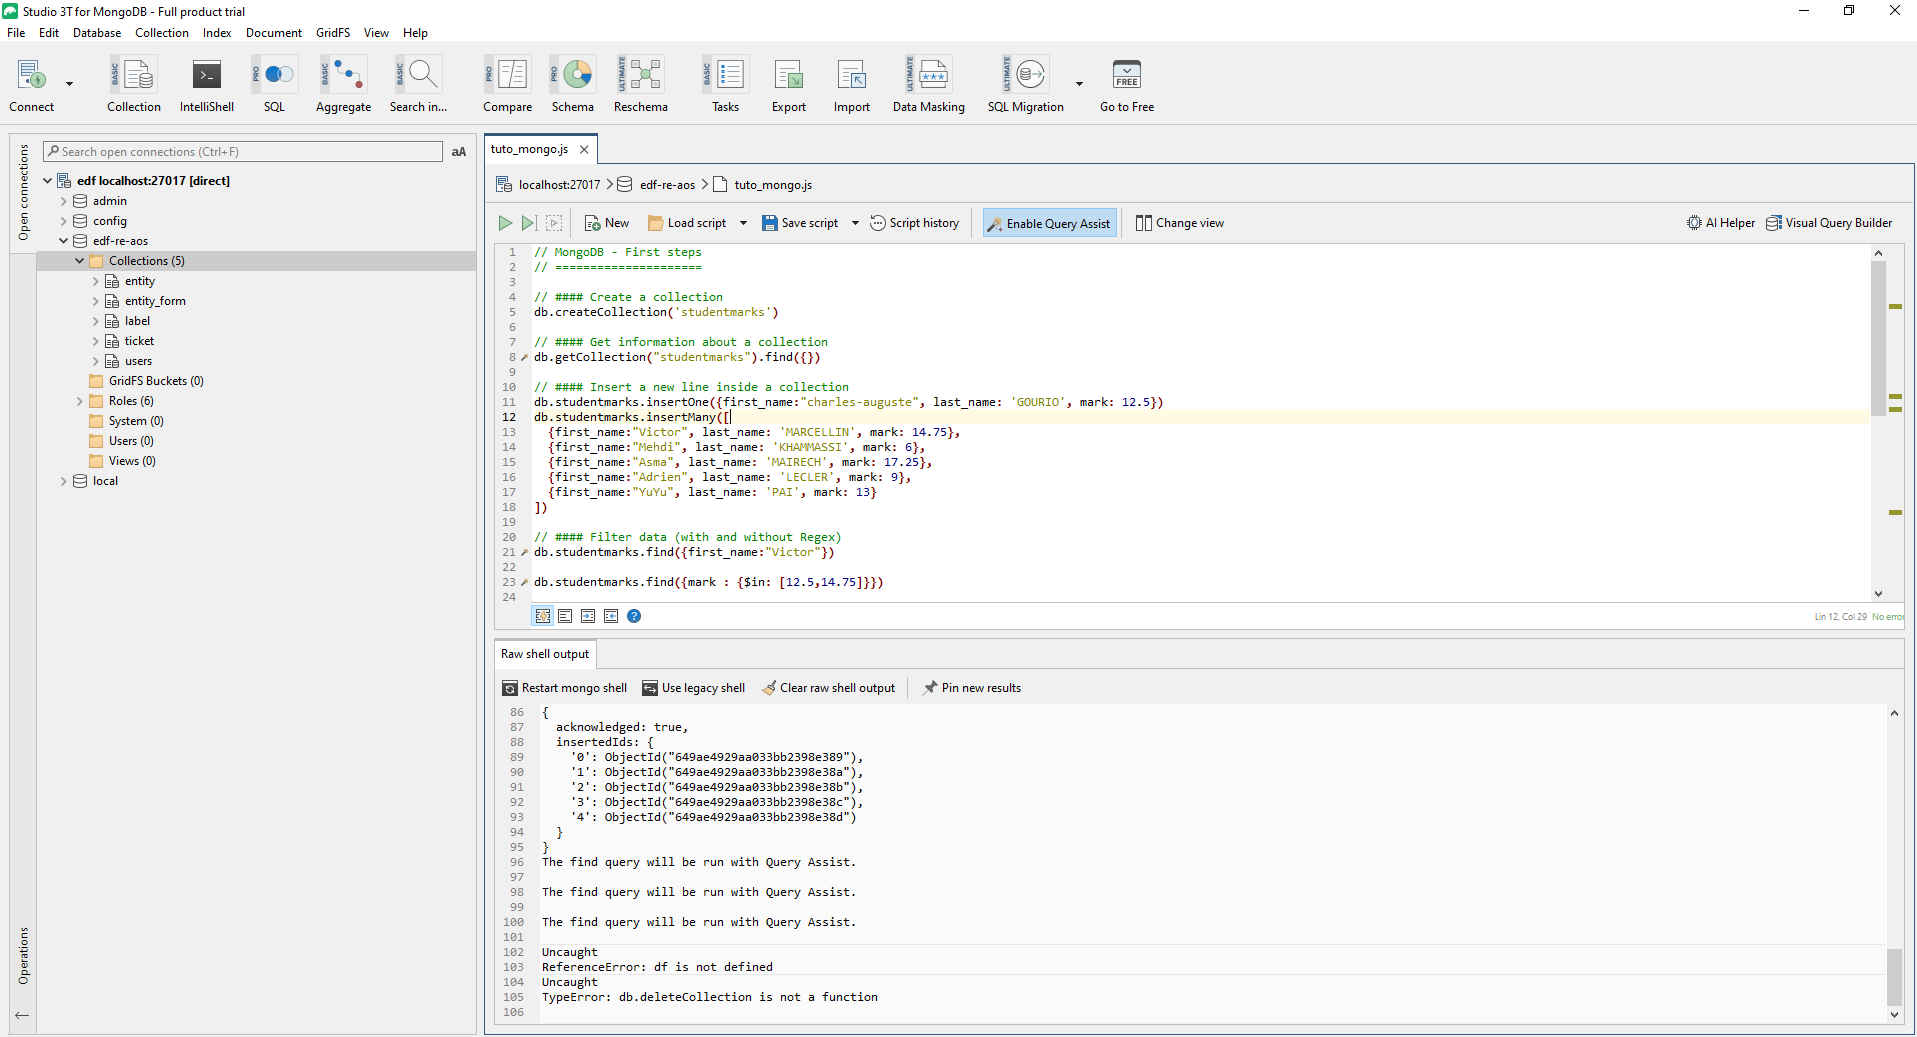 Studio 3T for MongoDB - Full product trial
File Edit Database Collection Index Document GridFS View Help
BASIC PRO BASIC BASIC PRO PRO ULTIMATE BASIC ULTIMATE ULTIMATE FREE
Connect Collection IntelliShell SQL Aggregate Search in... Compare Schema Reschema Tasks Export Import Data Masking SQL Migration Go to Free
Open connections
Search open connections (Ctrl+F) aA
edf localhost:27017 [direct]
admin
config
edf-re-aos
Collections (5)
entity
entity_form
label
ticket
users
GridFS Buckets (0)
Roles (6)
System (0)
Users (0)
Views (0)
local
Operations
tuto_mongo.js
localhost:27017 edf-re-aos tuto_mongo.js
New Load script Save script Script history Enable Query Assist Change view AI Helper Visual Query Builder
1 // MongoDB - First steps
2 // =====================
3
4 // #### Create a collection
5 db.createCollection('studentmarks')
6
7 // #### Get information about a collection
8 db.getCollection("studentmarks").find({})
9
10 // #### Insert a new line inside a collection
11 db.studentmarks.insertOne({first_name:"charles-auguste", last_name: 'GOURIO', mark: 12.5})
12 db.studentmarks.insertMany([
13 {first_name:"Victor", last_name: 'MARCELLIN', mark: 14.75},
14 {first_name:"Mehdi", last_name: 'KHAMMASSI', mark: 6},
15 {first_name:"Asma", last_name: 'MAIRECH', mark: 17.25},
16 {first_name:"Adrien", last_name: 'LECLER', mark: 9},
17 {first_name:"YuYu", last_name: 'PAI', mark: 13}
18 ])
19
20 // #### Filter data (with and without Regex)
21 db.studentmarks.find({first_name:"Victor"})
22
23 db.studentmarks.find({mark : {$in: [12.5,14.75]}})
24
Lin 12, Col 29 No error
Raw shell output
Restart mongo shell Use legacy shell Clear raw shell output Pin new results
86 {
87 acknowledged: true,
88 insertedIds: {
89 '0': ObjectId("649ae4929aa033bb2398e389"),
90 '1': ObjectId("649ae4929aa033bb2398e38a"),
91 '2': ObjectId("649ae4929aa033bb2398e38b"),
92 '3': ObjectId("649ae4929aa033bb2398e38c"),
93 '4': ObjectId("649ae4929aa033bb2398e38d")
94 }
95 }
96 The find query will be run with Query Assist.
97
98 The find query will be run with Query Assist.
99
100 The find query will be run with Query Assist.
101
102 Uncaught
103 ReferenceError: df is not defined
104 Uncaught
105 TypeError: db.deleteCollection is not a function
106